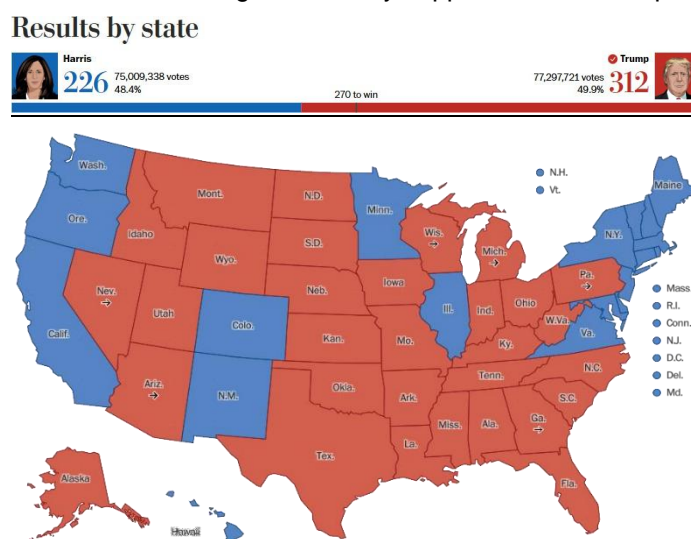 Results by state
Harris
Trump
226
75,009,338 votes
77,297,721 votes
312
48.4%
49.9%
270 to win
Wash.
Mont.
N.D.
Minn.
N.H.
Vt.
Maine
Ore.
Idaho
S.D.
Wis.
→
Mich.
→
N.Y.
Wyo.
Iowa
Pa.
→
Nev.
→
Utah
Neb.
Ill.
Ind.
Ohio
Mass
R.I.
Conn.
N.J.
D.C.
Del.
Md.
Calif.
Colo.
Kan.
Mo.
W.Va.
Va.
Ky.
Ariz.
→
N.M.
Okla.
Ark.
Tenn.
N.C.
S.C.
Tex.
La.
Miss.
Ala.
Ga.
→
Fla.
Alaska
Hawaii